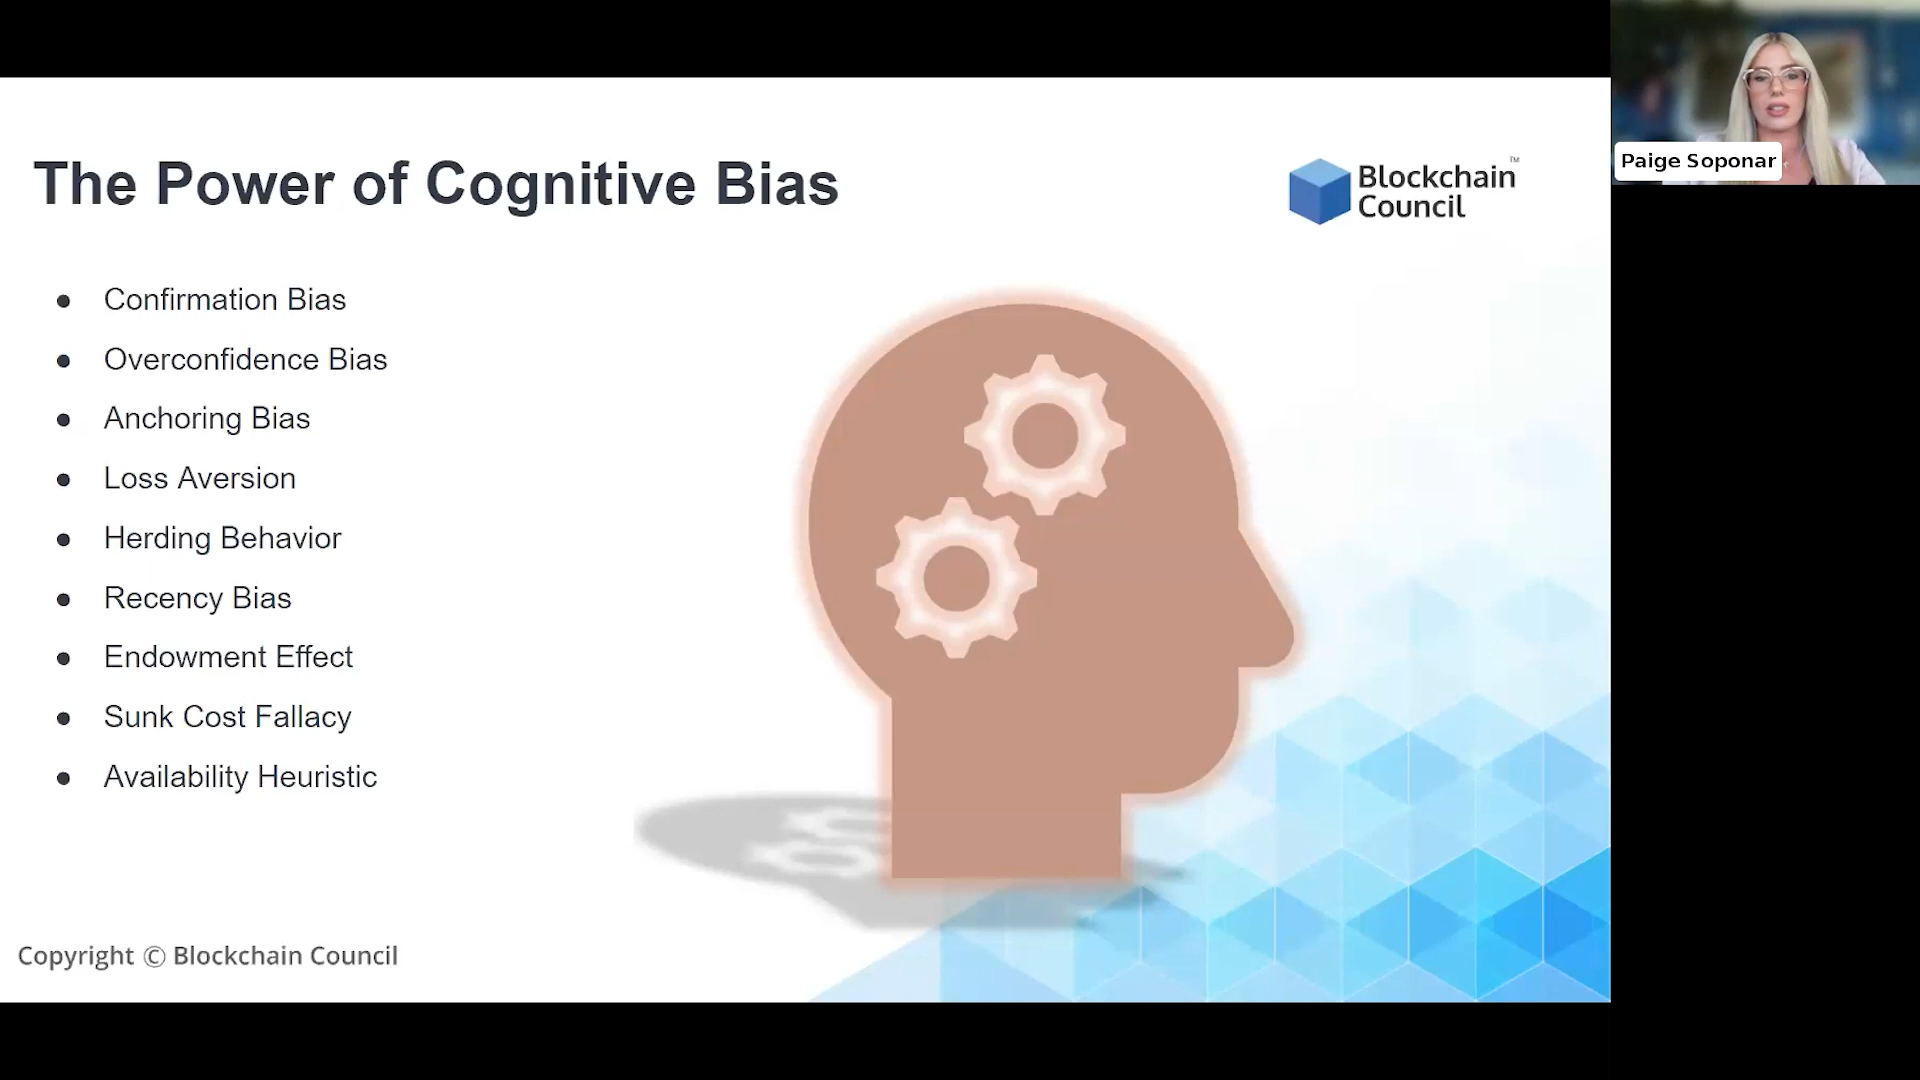 The Power of Cognitive Bias
Blockchain™
Council
Paige Soponar
● Confirmation Bias
● Overconfidence Bias
● Anchoring Bias
● Loss Aversion
● Herding Behavior
● Recency Bias
● Endowment Effect
● Sunk Cost Fallacy
● Availability Heuristic
Copyright © Blockchain Council